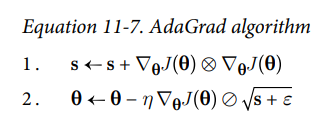 Equation 11-7. AdaGrad algorithm
1. s ← s + ∇θJ(θ) ⊗ ∇θJ(θ)
2. θ ← θ − η ∇θJ(θ) ⊘ √s + ε